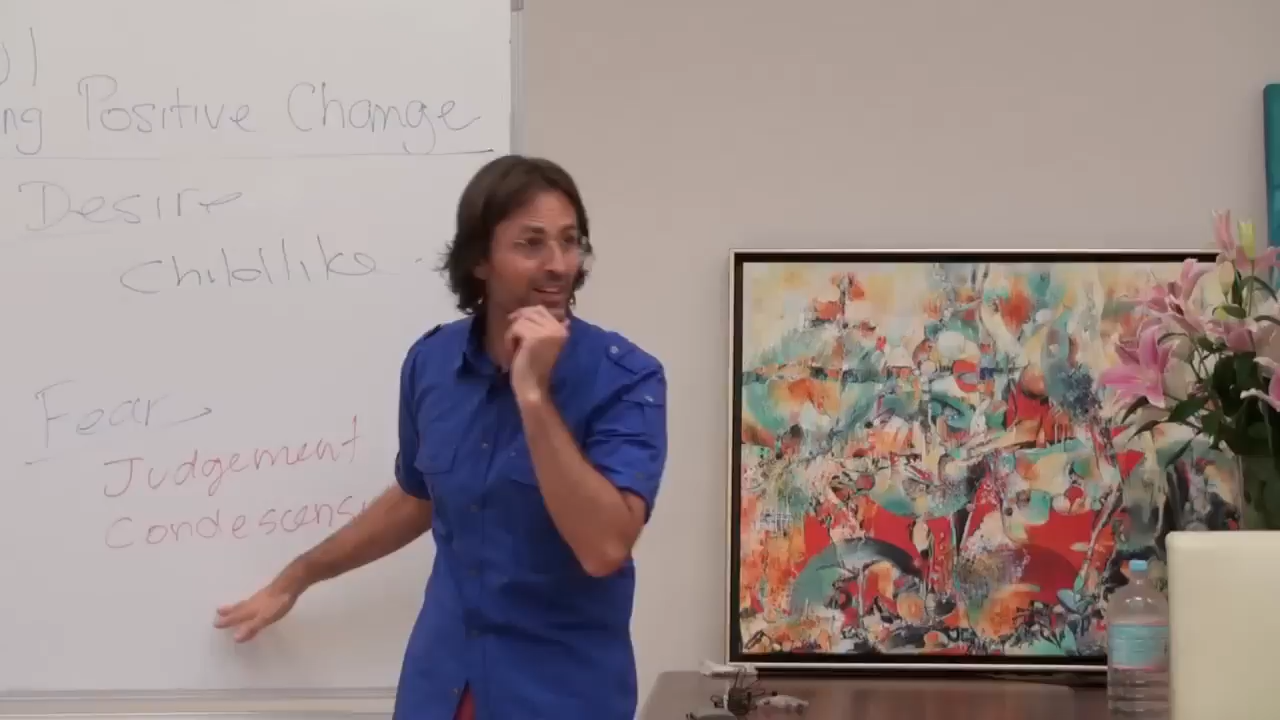 ng Positive Change
Desire
Childlike
Fear
Judgement
Condescens